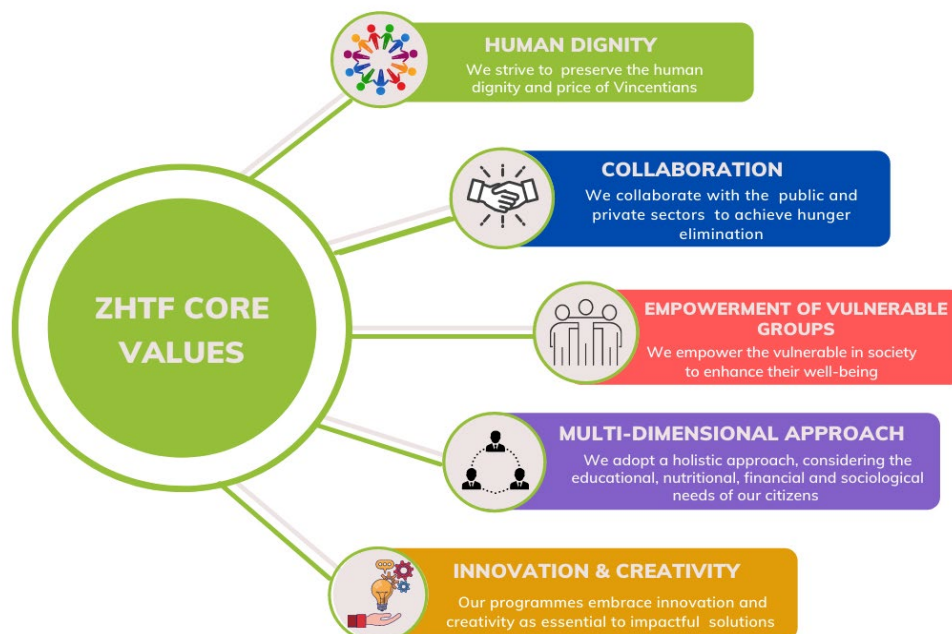 HUMAN DIGNITY
We strive to preserve the human
dignity and price of Vincentians
COLLABORATION
We collaborate with the public and
private sectors to achieve hunger
elimination
ZHTF CORE
VALUES
EMPOWERMENT OF VULNERABLE
GROUPS
We empower the vulnerable in society
to enhance their well-being
MULTI-DIMENSIONAL APPROACH
We adopt a holistic approach, considering the
educational, nutritional, financial and sociological
needs of our citizens
INNOVATION & CREATIVITY
Our programmes embrace innovation and
creativity as essential to impactful solutions